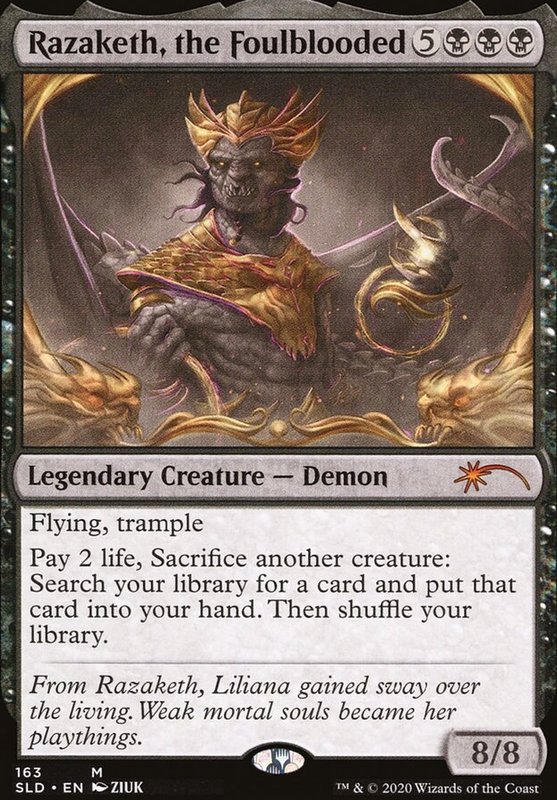 Razaketh, the Foulblooded 5
Legendary Creature — Demon
Flying, trample
Pay 2 life, Sacrifice another creature:
Search your library for a card and put that
card into your hand. Then shuffle your
library.
From Razaketh, Liliana gained sway over
the living. Weak mortal souls became her
playthings.
8/8
163 M
SLD • EN ZIUK
™ & © 2020 Wizards of the Coast